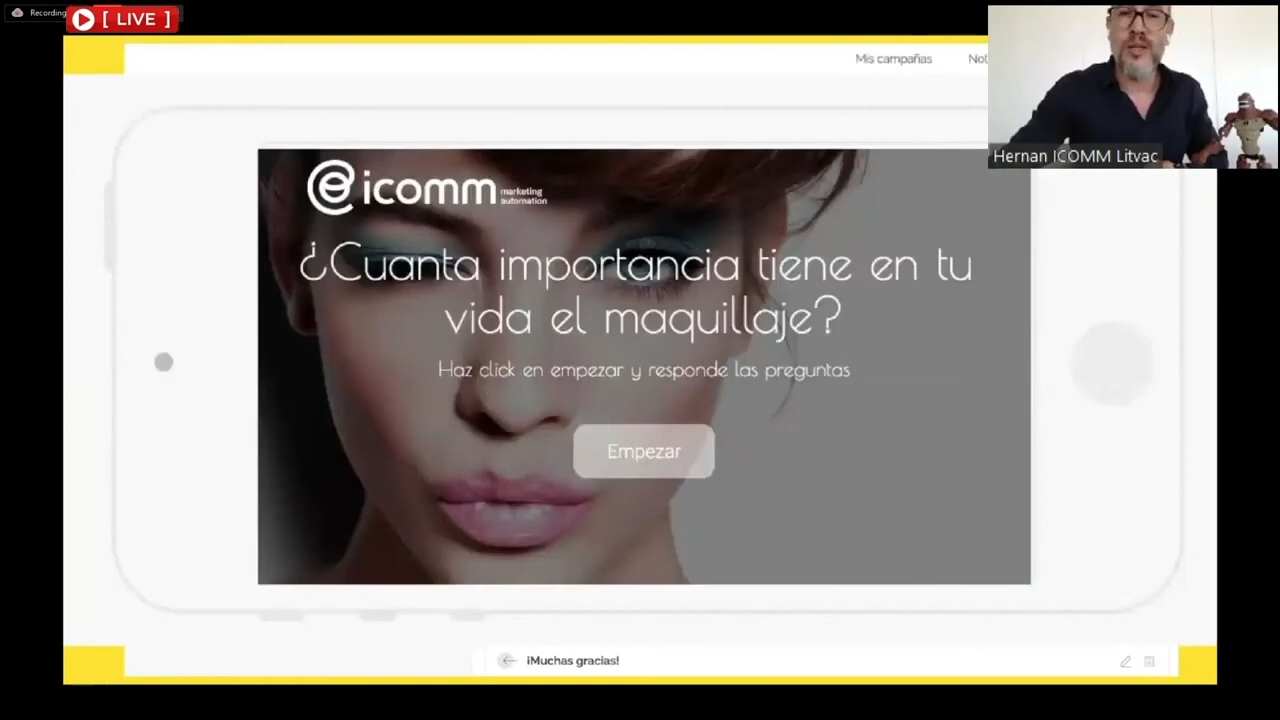 Recording
[ LIVE ]
Mis campañas
Not
Hernan ICOMM Litvac
icomm
marketing
automation
¿Cuanta importancia tiene en tu
vida el maquillaje?
Haz click en empezar y responde las preguntas
Empezar
¡Muchas gracias!